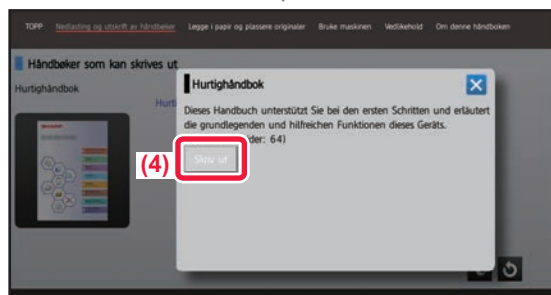 TOPP Nedlasting og utskrift av håndbøker Legge i papir og plassere originaler Bruke maskinen Vedlikehold Om denne håndboken
Håndbøker som kan skrives ut
Hurtighåndbok
Hurti
Hurtighåndbok
Dieses Handbuch unterstützt Sie bei den ersten Schritten und erläutert
die grundlegenden und hilfreichen Funktionen dieses Geräts.
der: 64)
(4)
Skriv ut